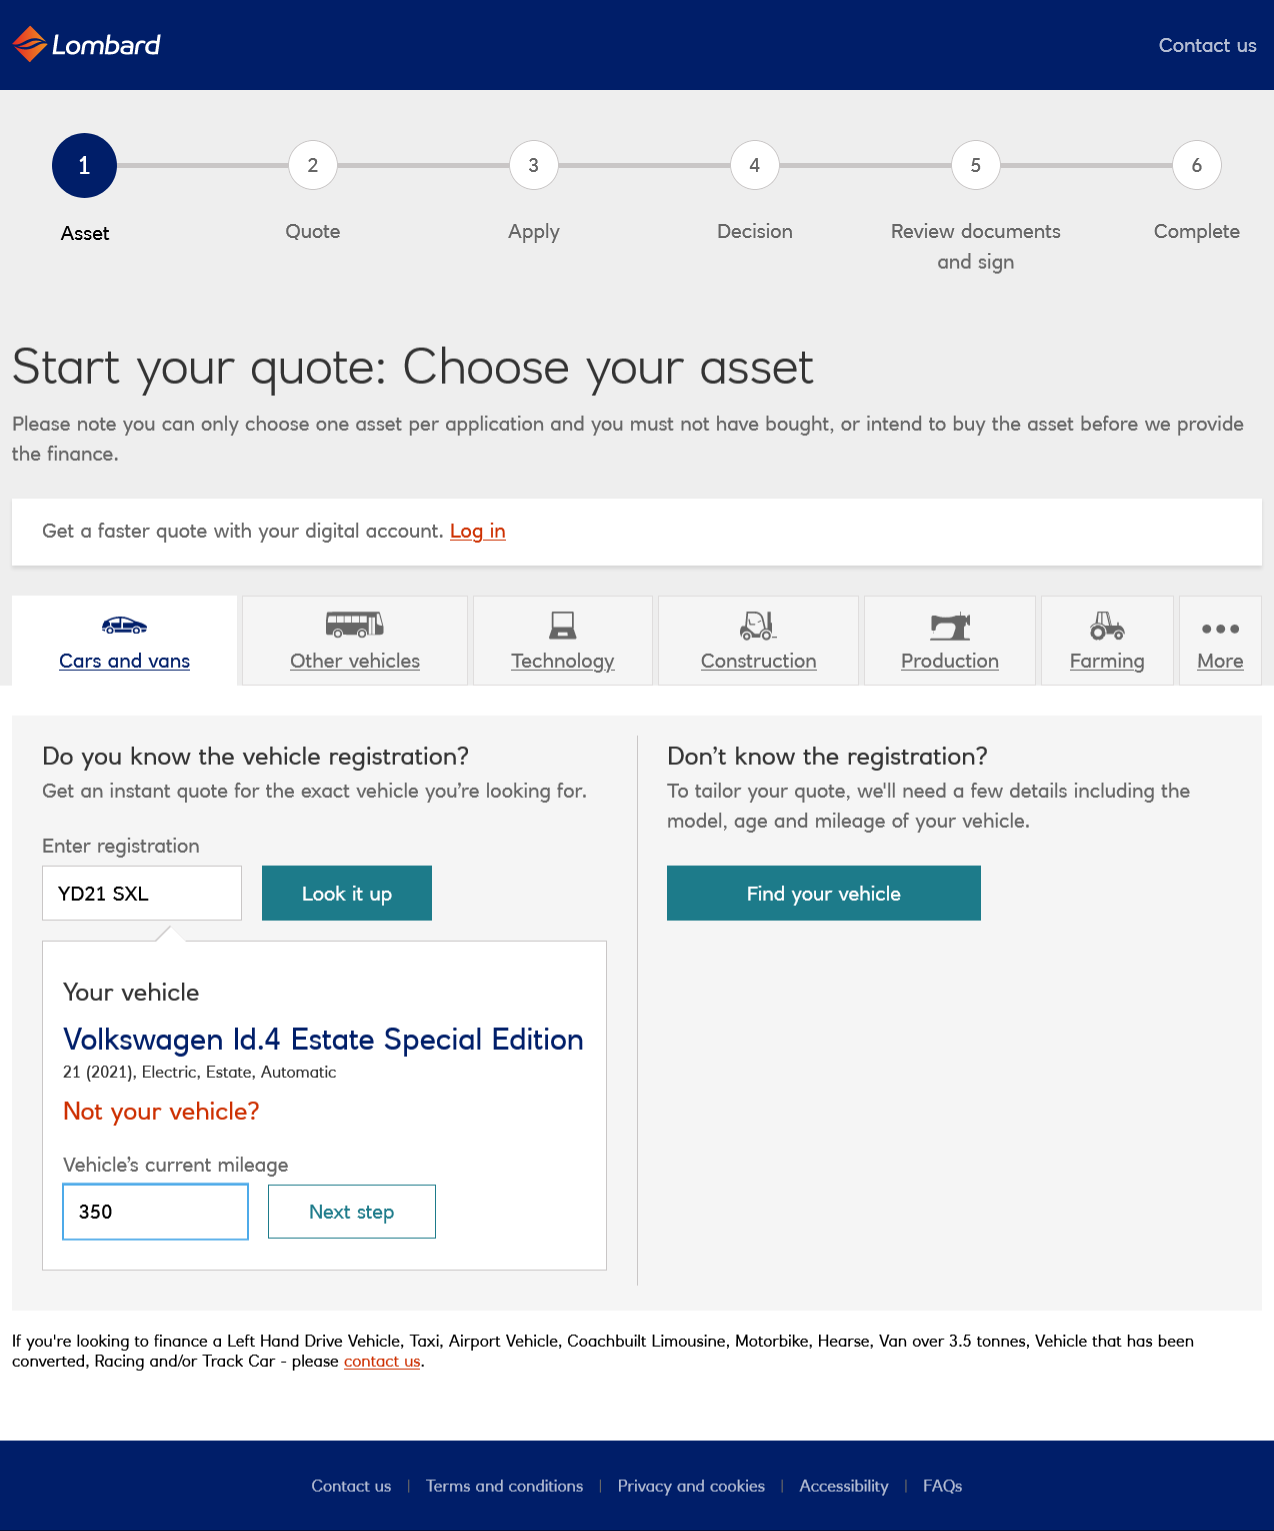 Lombard
Contact us
1
2
3
4
5
6
Asset
Quote
Apply
Decision
Review documents
and sign
Complete
Start your quote: Choose your asset
Please note you can only choose one asset per application and you must not have bought, or intend to buy the asset before we provide
the finance.
Get a faster quote with your digital account. Log in
Cars and vans
Other vehicles
Technology
Construction
Production
Farming
More
Do you know the vehicle registration?
Get an instant quote for the exact vehicle you're looking for.
Enter registration
YD21 SXL
Look it up
Your vehicle
Volkswagen Id.4 Estate Special Edition
21 (2021), Electric, Estate, Automatic
Not your vehicle?
Vehicle's current mileage
350
Next step
Don't know the registration?
To tailor your quote, we'll need a few details including the
model, age and mileage of your vehicle.
Find your vehicle
If you're looking to finance a Left Hand Drive Vehicle, Taxi, Airport Vehicle, Coachbuilt Limousine, Motorbike, Hearse, Van over 3.5 tonnes, Vehicle that has been
converted, Racing and/or Track Car - please contact us.
Contact us | Terms and conditions | Privacy and cookies | Accessibility | FAQs